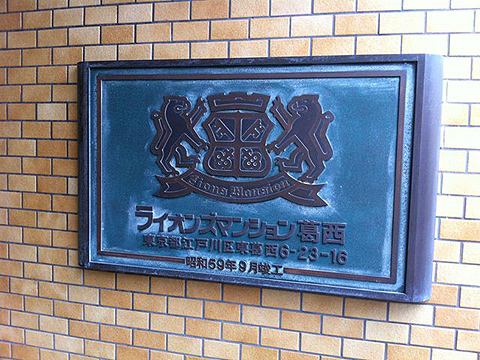 Lions Mansion
ライオンズマンション葛西
東京都江戸川区東葛西6-29-16
昭和59年9月竣工